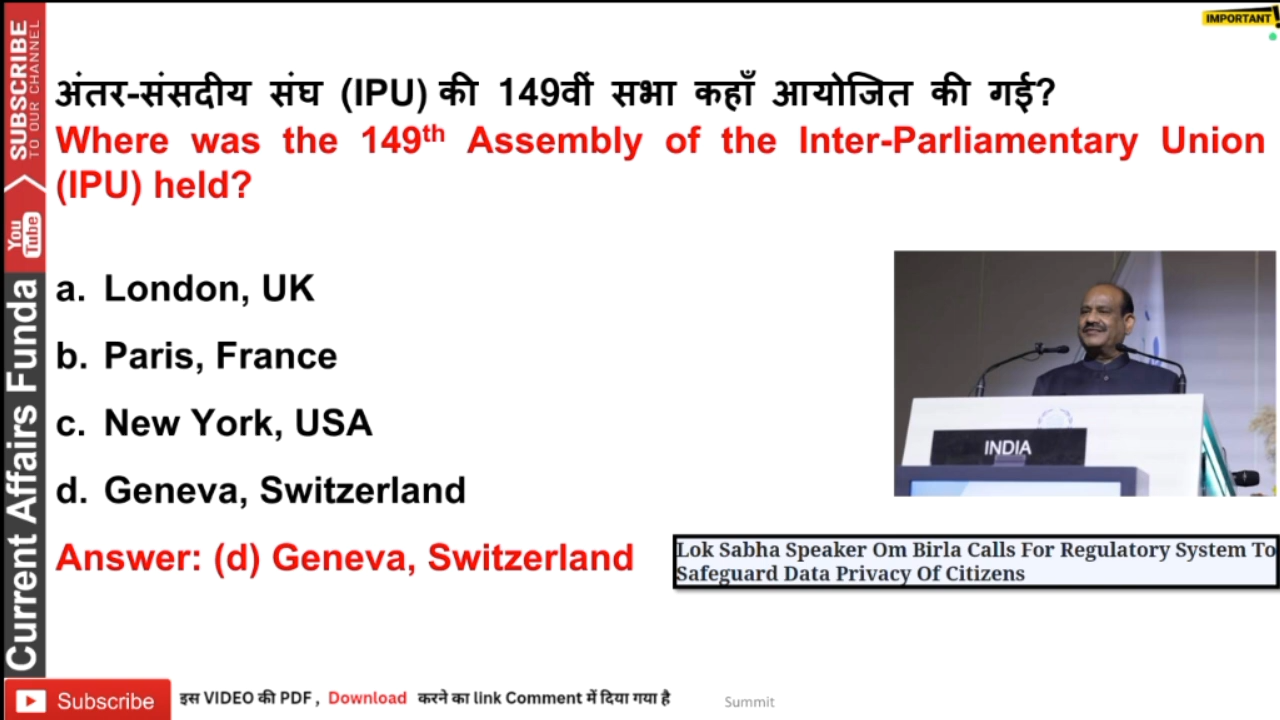 IMPORTANT!
SUBSCRIBE
TO OUR CHANNEL
You
Tube
Current Affairs Funda
अंतर-संसदीय संघ (IPU) की 149वीं सभा कहाँ आयोजित की गई?
Where was the 149th Assembly of the Inter-Parliamentary Union
(IPU) held?
a. London, UK
b. Paris, France
c. New York, USA
d. Geneva, Switzerland
Answer: (d) Geneva, Switzerland
INDIA
Lok Sabha Speaker Om Birla Calls For Regulatory System To
Safeguard Data Privacy Of Citizens
Subscribe
इस VIDEO की PDF , Download करने का link Comment में दिया गया है
Summit